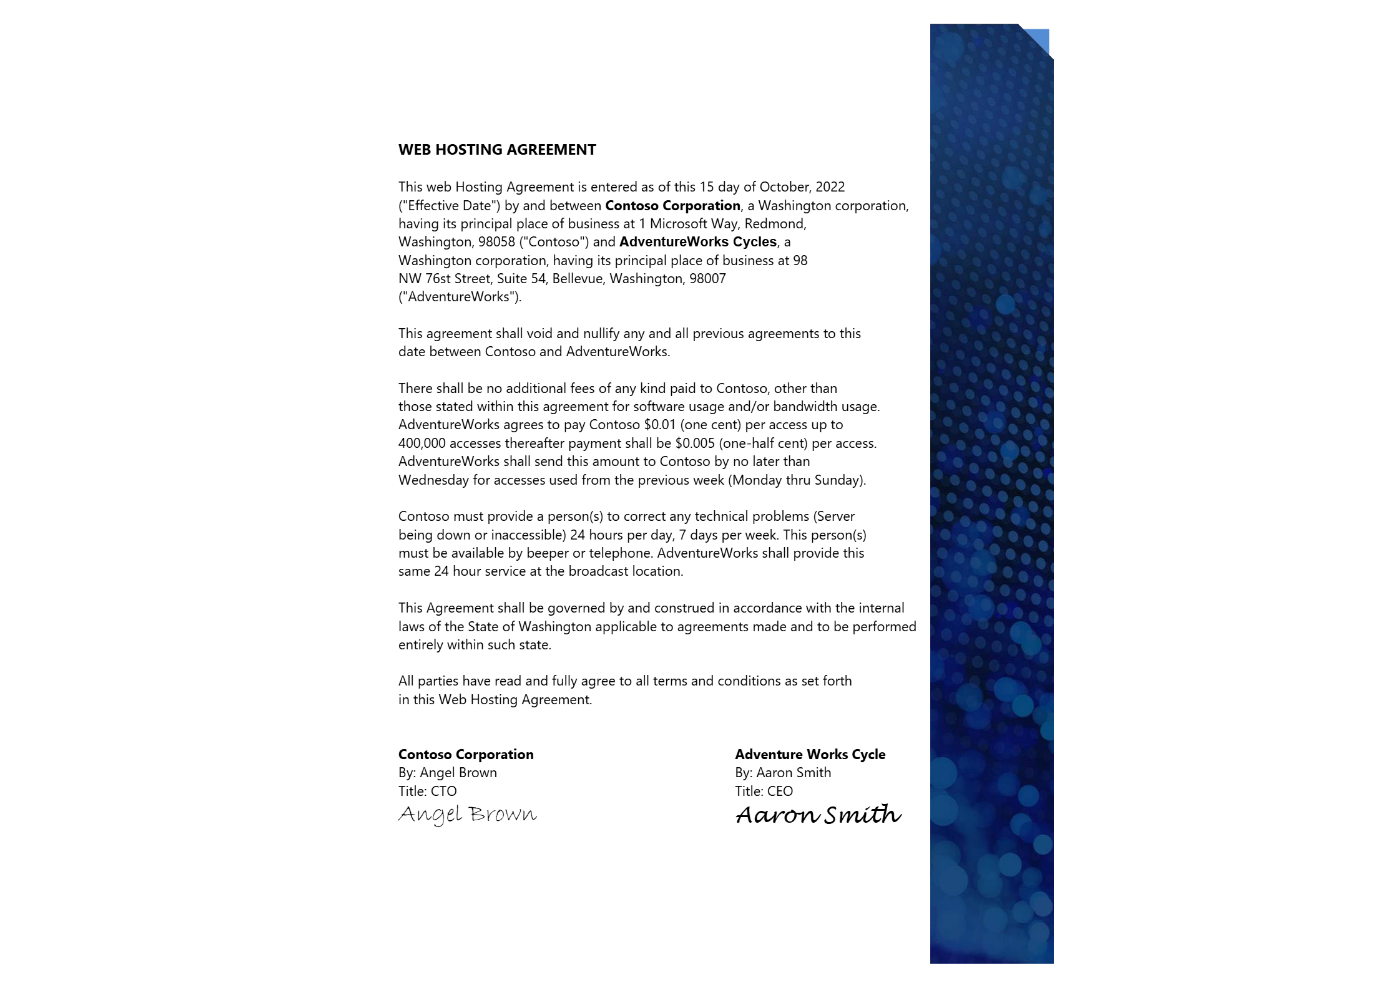 WEB HOSTING AGREEMENT
This web Hosting Agreement is entered as of this 15 day of October, 2022
("Effective Date") by and between Contoso Corporation, a Washington corporation,
having its principal place of business at 1 Microsoft Way, Redmond,
Washington, 98058 ("Contoso") and AdventureWorks Cycles, a
Washington corporation, having its principal place of business at 98
NW 76st Street, Suite 54, Bellevue, Washington, 98007
("AdventureWorks").
This agreement shall void and nullify any and all previous agreements to this
date between Contoso and AdventureWorks.
There shall be no additional fees of any kind paid to Contoso, other than
those stated within this agreement for software usage and/or bandwidth usage.
AdventureWorks agrees to pay Contoso $0.01 (one cent) per access up to
400,000 accesses thereafter payment shall be $0.005 (one-half cent) per access.
AdventureWorks shall send this amount to Contoso by no later than
Wednesday for accesses used from the previous week (Monday thru Sunday).
Contoso must provide a person(s) to correct any technical problems (Server
being down or inaccessible) 24 hours per day, 7 days per week. This person(s)
must be available by beeper or telephone. AdventureWorks shall provide this
same 24 hour service at the broadcast location.
This Agreement shall be governed by and construed in accordance with the internal
laws of the State of Washington applicable to agreements made and to be performed
entirely within such state.
All parties have read and fully agree to all terms and conditions as set forth
in this Web Hosting Agreement.
Contoso Corporation
By: Angel Brown
Title: CTO
Angel Brown
Adventure Works Cycle
By: Aaron Smith
Title: CEO
Aaron Smith